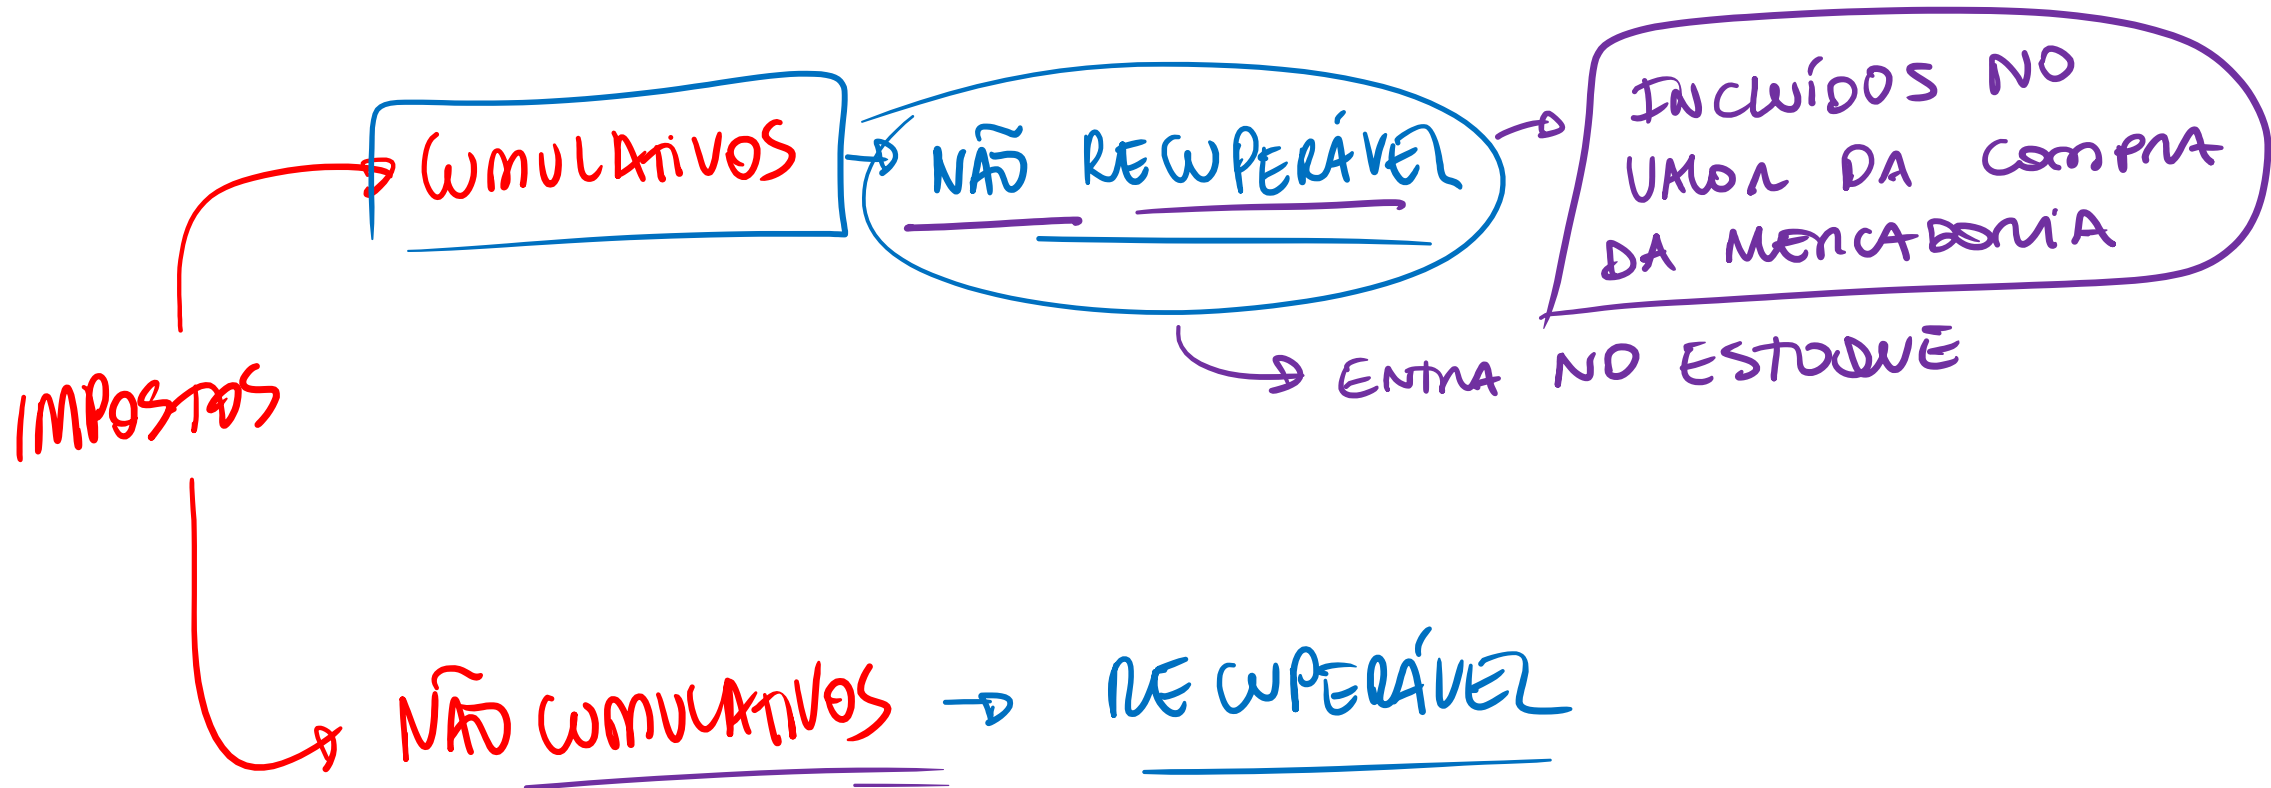 CUMULATIVOS
NÃO RECUPERÁVEL
INCLUÍDOS NO
VALOR DA COMPRA
DA MERCADORIA
ENTRA NO ESTOQUE
IMPOSTOS
NÃO CUMULATIVOS
RECUPERÁVEL